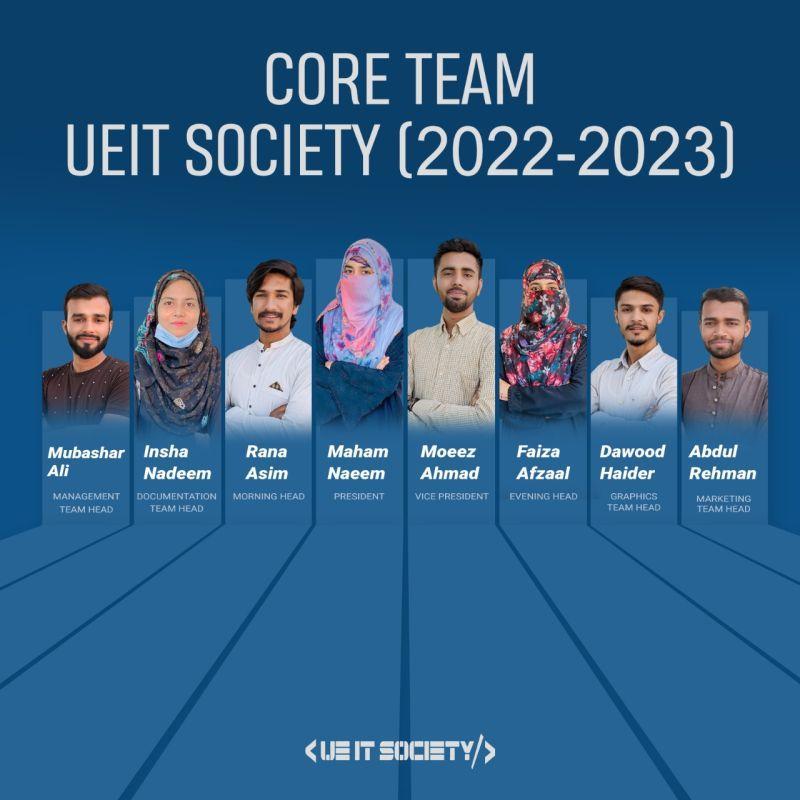 CORE TEAM
UEIT SOCIETY (2022-2023)
Mubashar
Ali
MANAGEMENT
TEAM HEAD
Insha
Nadeem
DOCUMENTATION
TEAM HEAD
Rana
Asim
MORNING HEAD
Maham
Naeem
PRESIDENT
Moeez
Ahmad
VICE PRESIDENT
Faiza
Afzaal
EVENING HEAD
Dawood
Haider
GRAPHICS
TEAM HEAD
Abdul
Rehman
MARKETING
TEAM HEAD
<UE IT SOCIETY/>